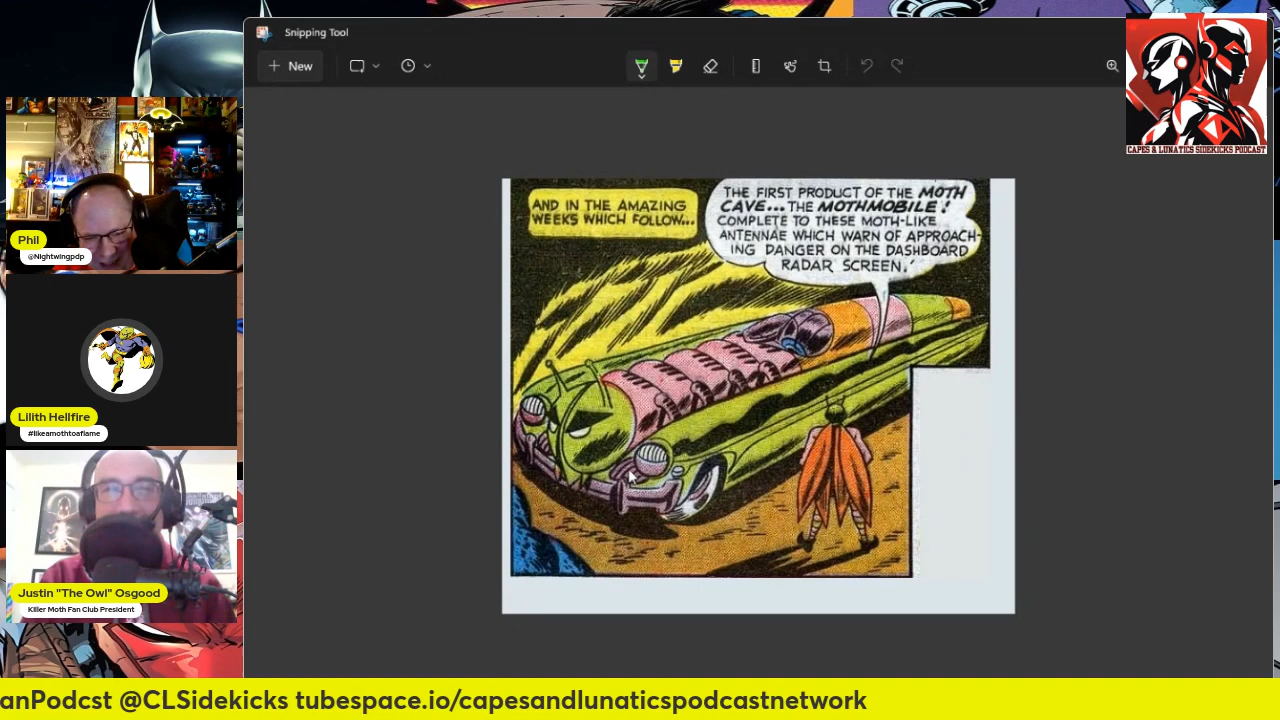 Snipping Tool
New
CAPES & LUNATICS SIDEKICKS PODCAST
Phil
@Nightwingpdp
Lilith Hellfire
#likeamothtoaflame
Justin "The Owl" Osgood
Killer Moth Fan Club President
AND IN THE AMAZING
WEEKS WHICH FOLLOW...
THE FIRST PRODUCT OF THE MOTH
CAVE... THE MOTHMOBILE!
COMPLETE TO THESE MOTH-LIKE
ANTENNAE WHICH WARN OF APPROACH-
ING DANGER ON THE DASHBOARD
RADAR SCREEN.'
anPodcst @CLSidekicks tubespace.io/capesandlunaticspodcastnetwork